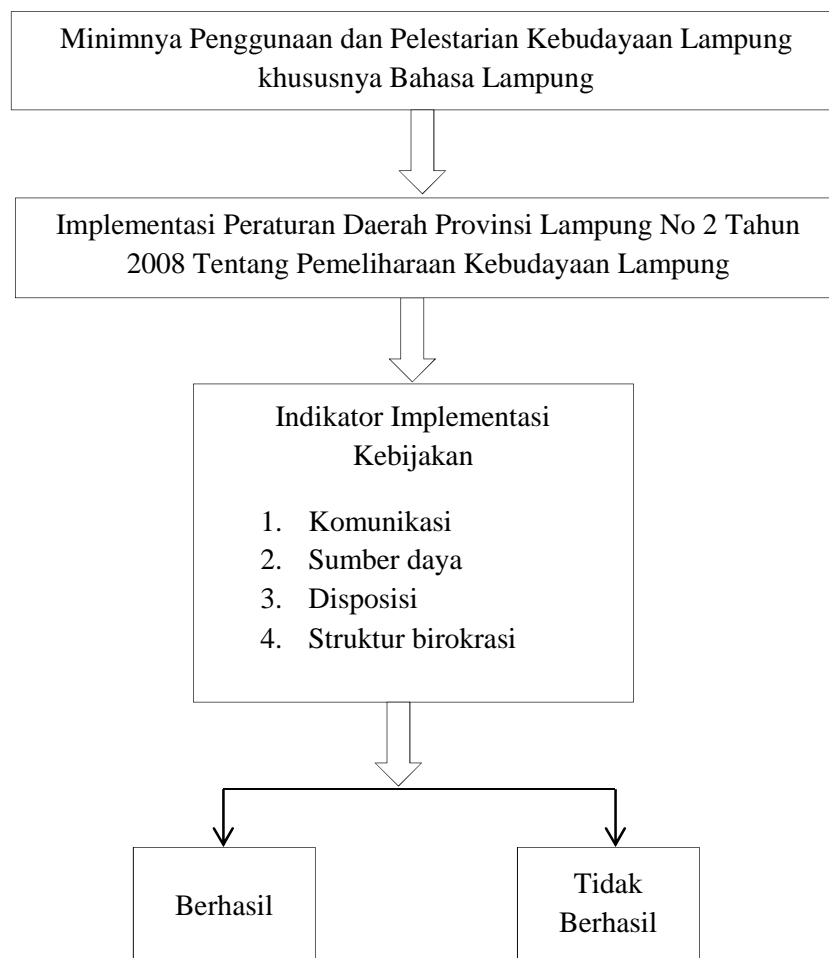 Minimnya Penggunaan dan Pelestarian Kebudayaan Lampung
khususnya Bahasa Lampung
Implementasi Peraturan Daerah Provinsi Lampung No 2 Tahun
2008 Tentang Pemeliharaan Kebudayaan Lampung
Indikator Implementasi
Kebijakan
1. Komunikasi
2. Sumber daya
3. Disposisi
4. Struktur birokrasi
Berhasil
Tidak
Berhasil